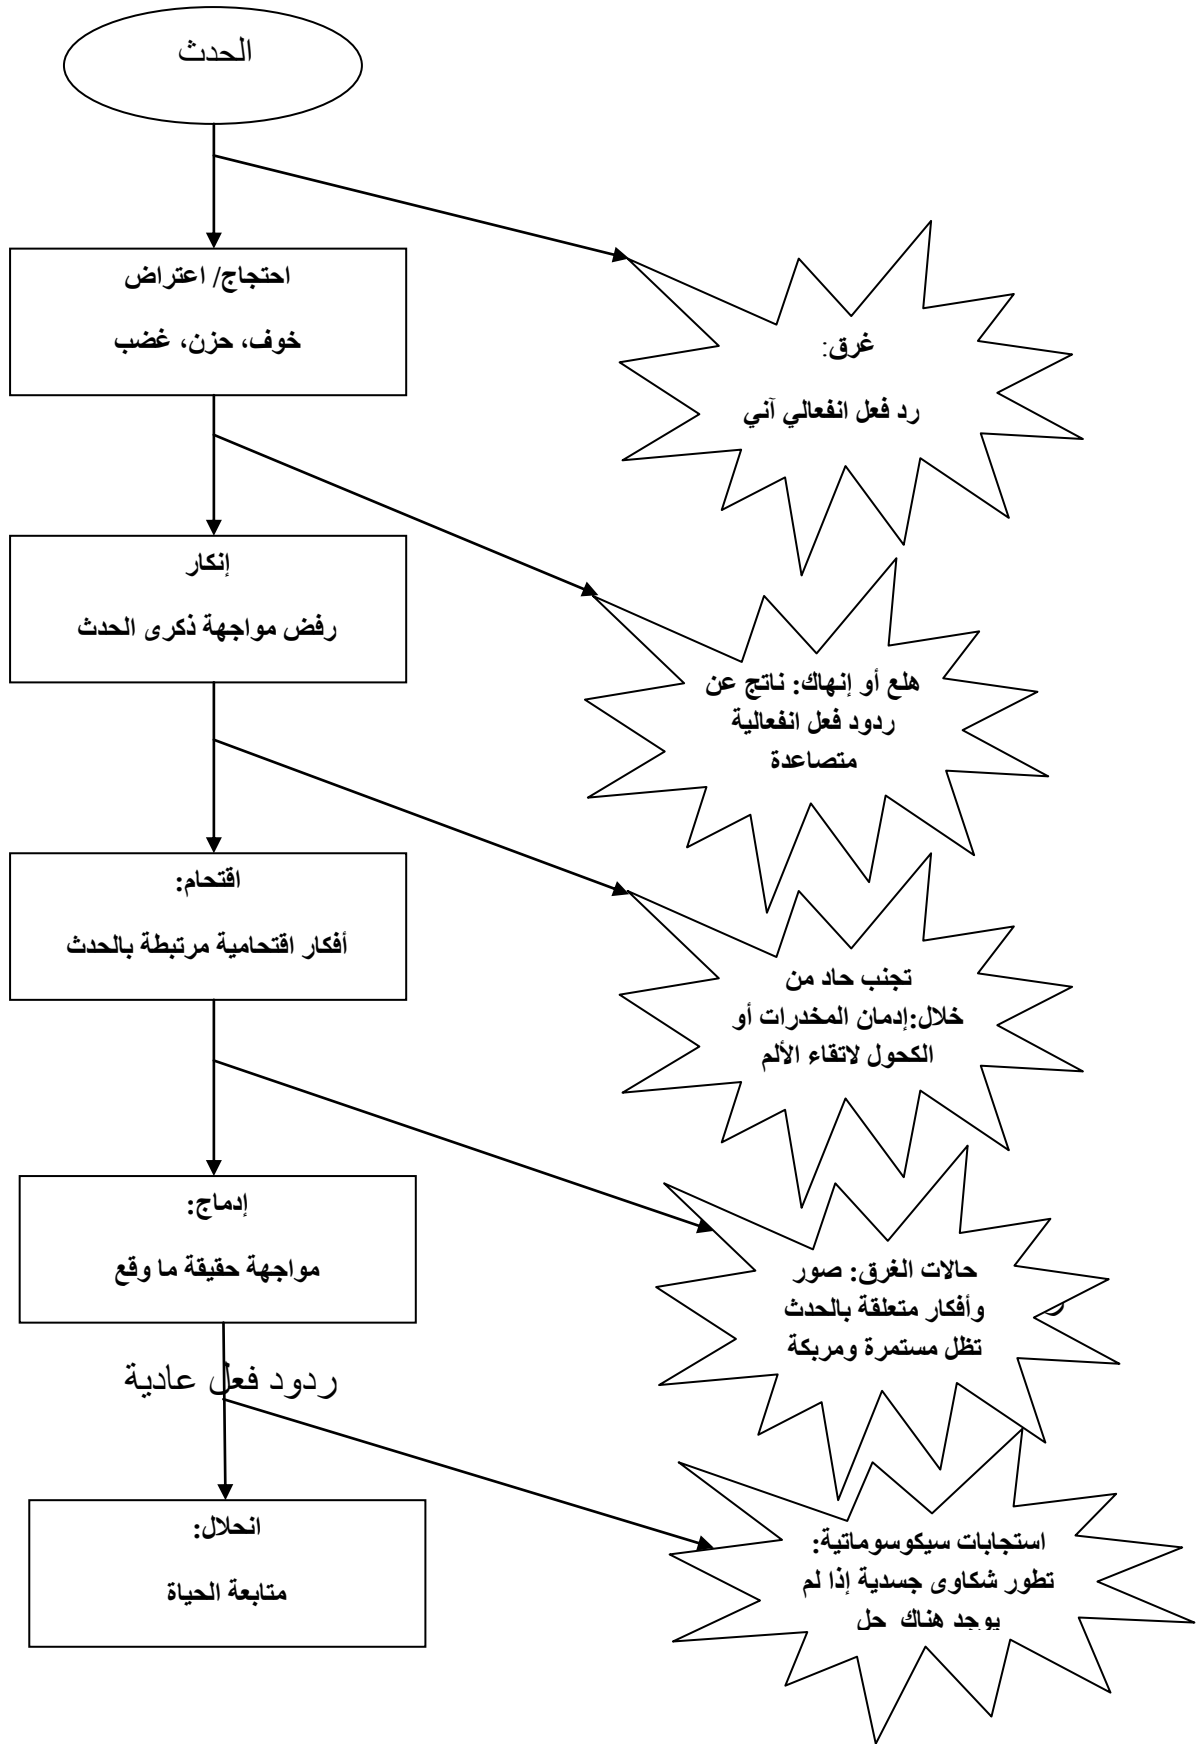 الحدث
احتجاج/ اعتراض
خوف، حزن، غضب
غرق:
رد فعل انفعالي آني
إنكار
رفض مواجهة ذكرى الحدث
هلع أو إنهاك: ناتج عن
ردود فعل انفعالية
متصاعدة
اقتحام:
أفكار اقتحامية مرتبطة بالحدث
تجنب حاد من
خلال:إدمان المخدرات أو
الكحول لاتقاء الألم
إدماج:
مواجهة حقيقة ما وقع
حالات الغرق: صور
وأفكار متعلقة بالحدث
تظل مستمرة ومربكة
ردود فعل عادية
انحلال:
متابعة الحياة
استجابات سيكوسوماتية:
تطور شكاوى جسدية إذا لم
يوجد هناك حل